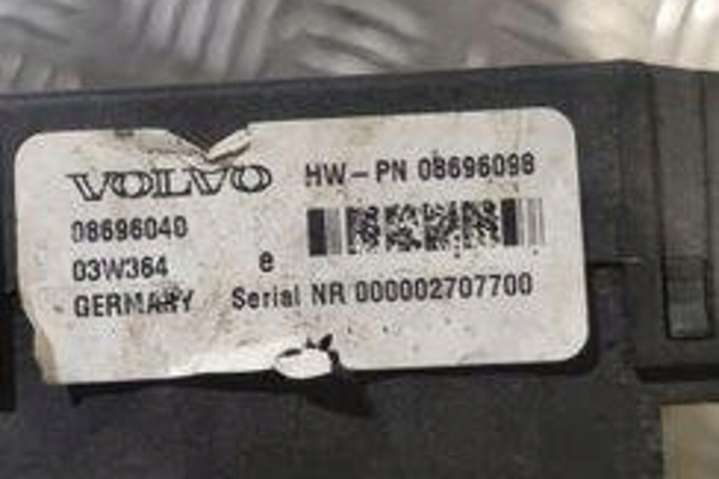 VOLVO
08696040
03W364
GERMANY
e
HW-PN 08696098
Serial NR 000002707700